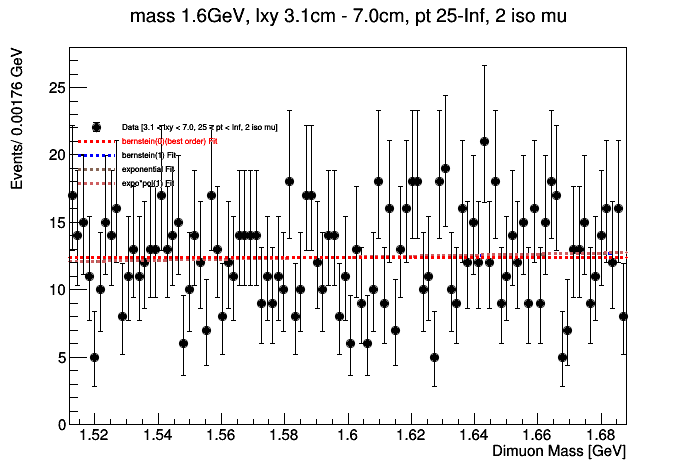 mass 1.6GeV, lxy 3.1cm - 7.0cm, pt 25-Inf, 2 iso mu
Events/ 0.00176 GeV
25
20
15
10
5
0
Data [3.1 < lxy < 7.0, 25 < pt < Inf, 2 iso mu]
bernstein(0)(best order) Fit
bernstein(1) Fit
exponential Fit
expo*pol(1) Fit
1.52 1.54 1.56 1.58 1.6 1.62 1.64 1.66 1.68
Dimuon Mass [GeV]